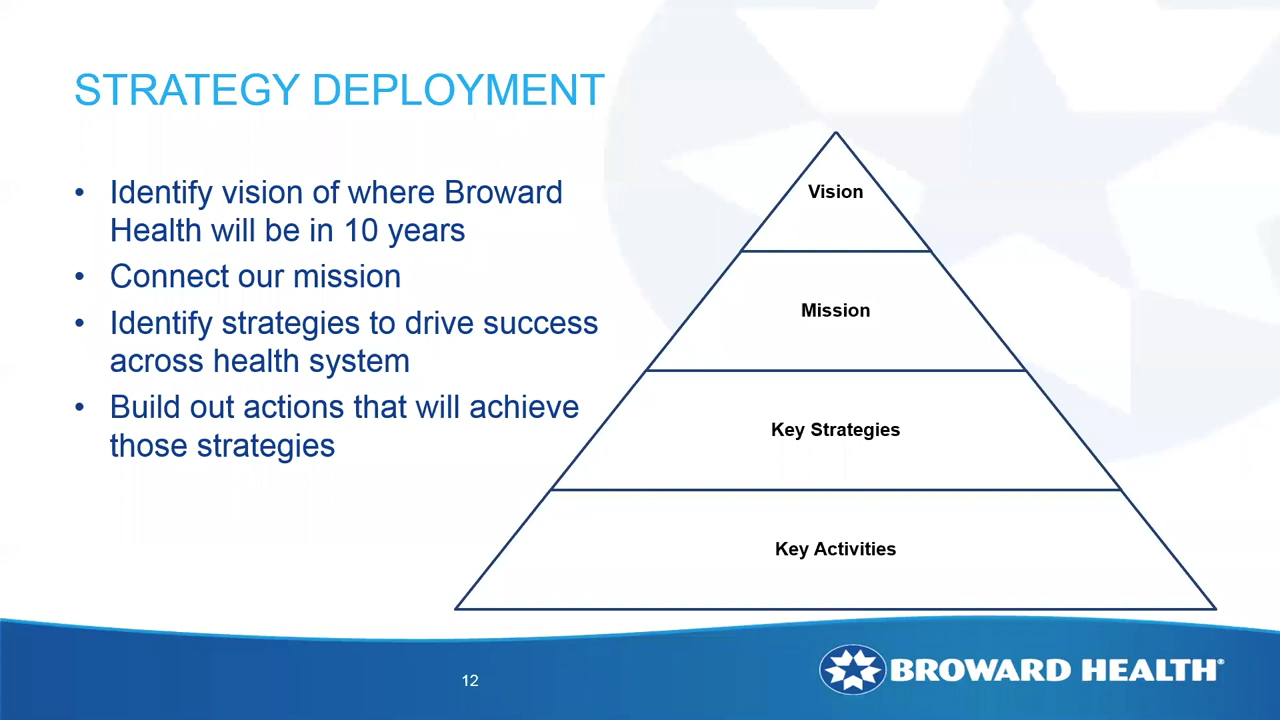 STRATEGY DEPLOYMENT
• Identify vision of where Broward
Health will be in 10 years
• Connect our mission
• Identify strategies to drive success
across health system
• Build out actions that will achieve
those strategies
Vision
Mission
Key Strategies
Key Activities
12
BROWARD HEALTH®